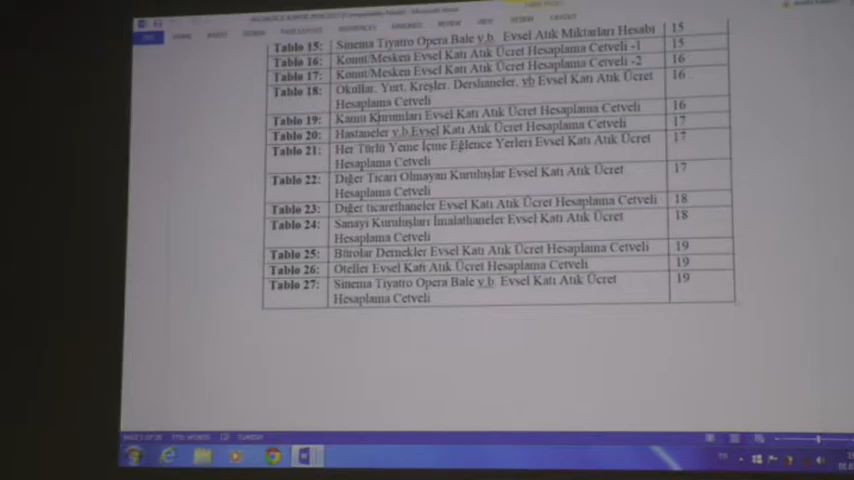 Tablo 15: Sinema Tiyatro Opera Bale v.b. Evsel Atık Miktarları Hesabı 15
Tablo 16: Konut/Mesken Evsel Katı Atık Ücret Hesaplama Cetveli -1 15
Tablo 17: Konut/Mesken Evsel Katı Atık Ücret Hesaplama Cetveli -2 16
Tablo 18: Okullar, Yurt, Kreşler, Dershaneler, vb Evsel Katı Atık Ücret 16
Hesaplama Cetveli
Tablo 19: Kamu Kurumları Evsel Katı Atık Ücret Hesaplama Cetveli 16
Tablo 20: Hastaneler v.b.Evsel Katı Atık Ücret Hesaplama Cetveli 17
Tablo 21: Her Türlü Yeme İçme Eğlence Yerleri Evsel Katı Atık Ücret 17
Hesaplama Cetveli
Tablo 22: Diğer Ticari Olmayan Kuruluşlar Evsel Katı Atık Ücret 17
Hesaplama Cetveli
Tablo 23: Diğer ticarethaneler Evsel Katı Atık Ücret Hesaplama Cetveli 18
Tablo 24: Sanayi Kuruluşları İmalathaneler Evsel Katı Atık Ücret 18
Hesaplama Cetveli
Tablo 25: Bürolar Dernekler Evsel Katı Atık Ücret Hesaplama Cetveli 19
Tablo 26: Oteller Evsel Katı Atık Ücret Hesaplama Cetveli 19
Tablo 27: Sinema Tiyatro Opera Bale v.b. Evsel Katı Atık Ücret 19
Hesaplama Cetveli